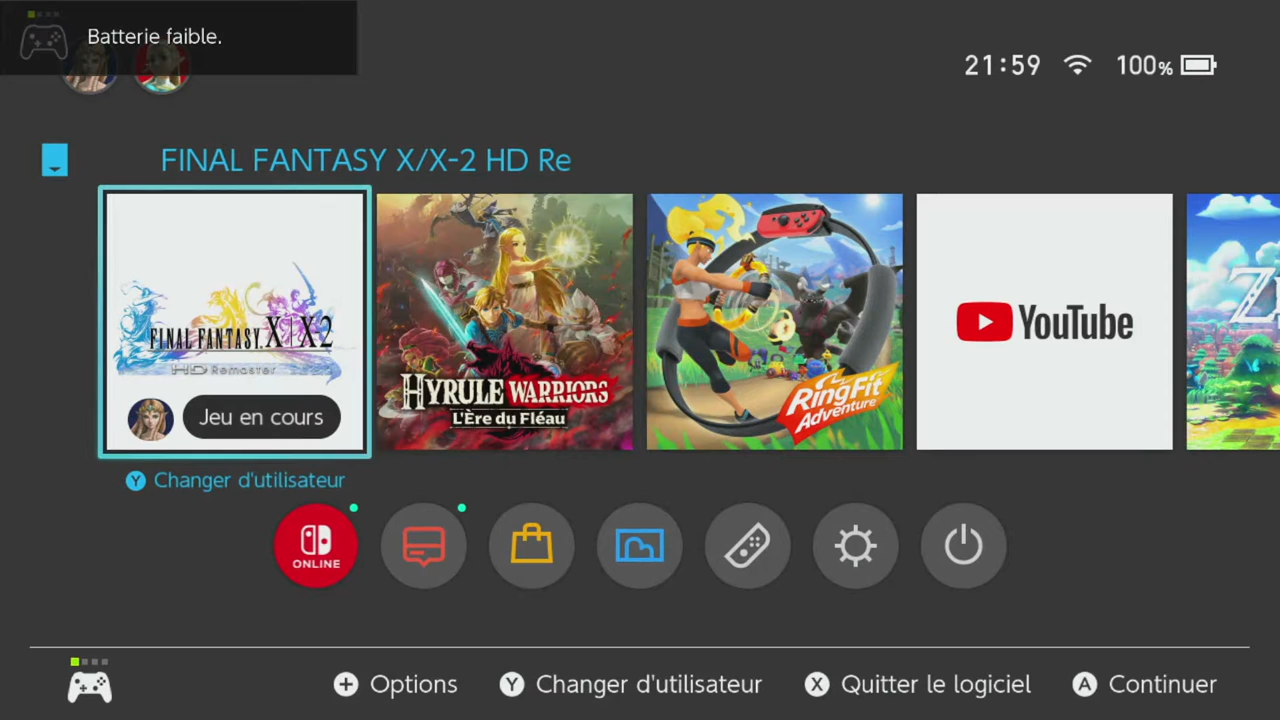 Batterie faible.
21:59
100%
FINAL FANTASY X/X-2 HD Re
FINAL FANTASY X|X-2
HD Remaster
Jeu en cours
HYRULE WARRIORS
L'Ère du Fléau
RingFit
Adventure
YouTube
Y Changer d'utilisateur
ONLINE
+ Options
Y Changer d'utilisateur
X Quitter le logiciel
A Continuer